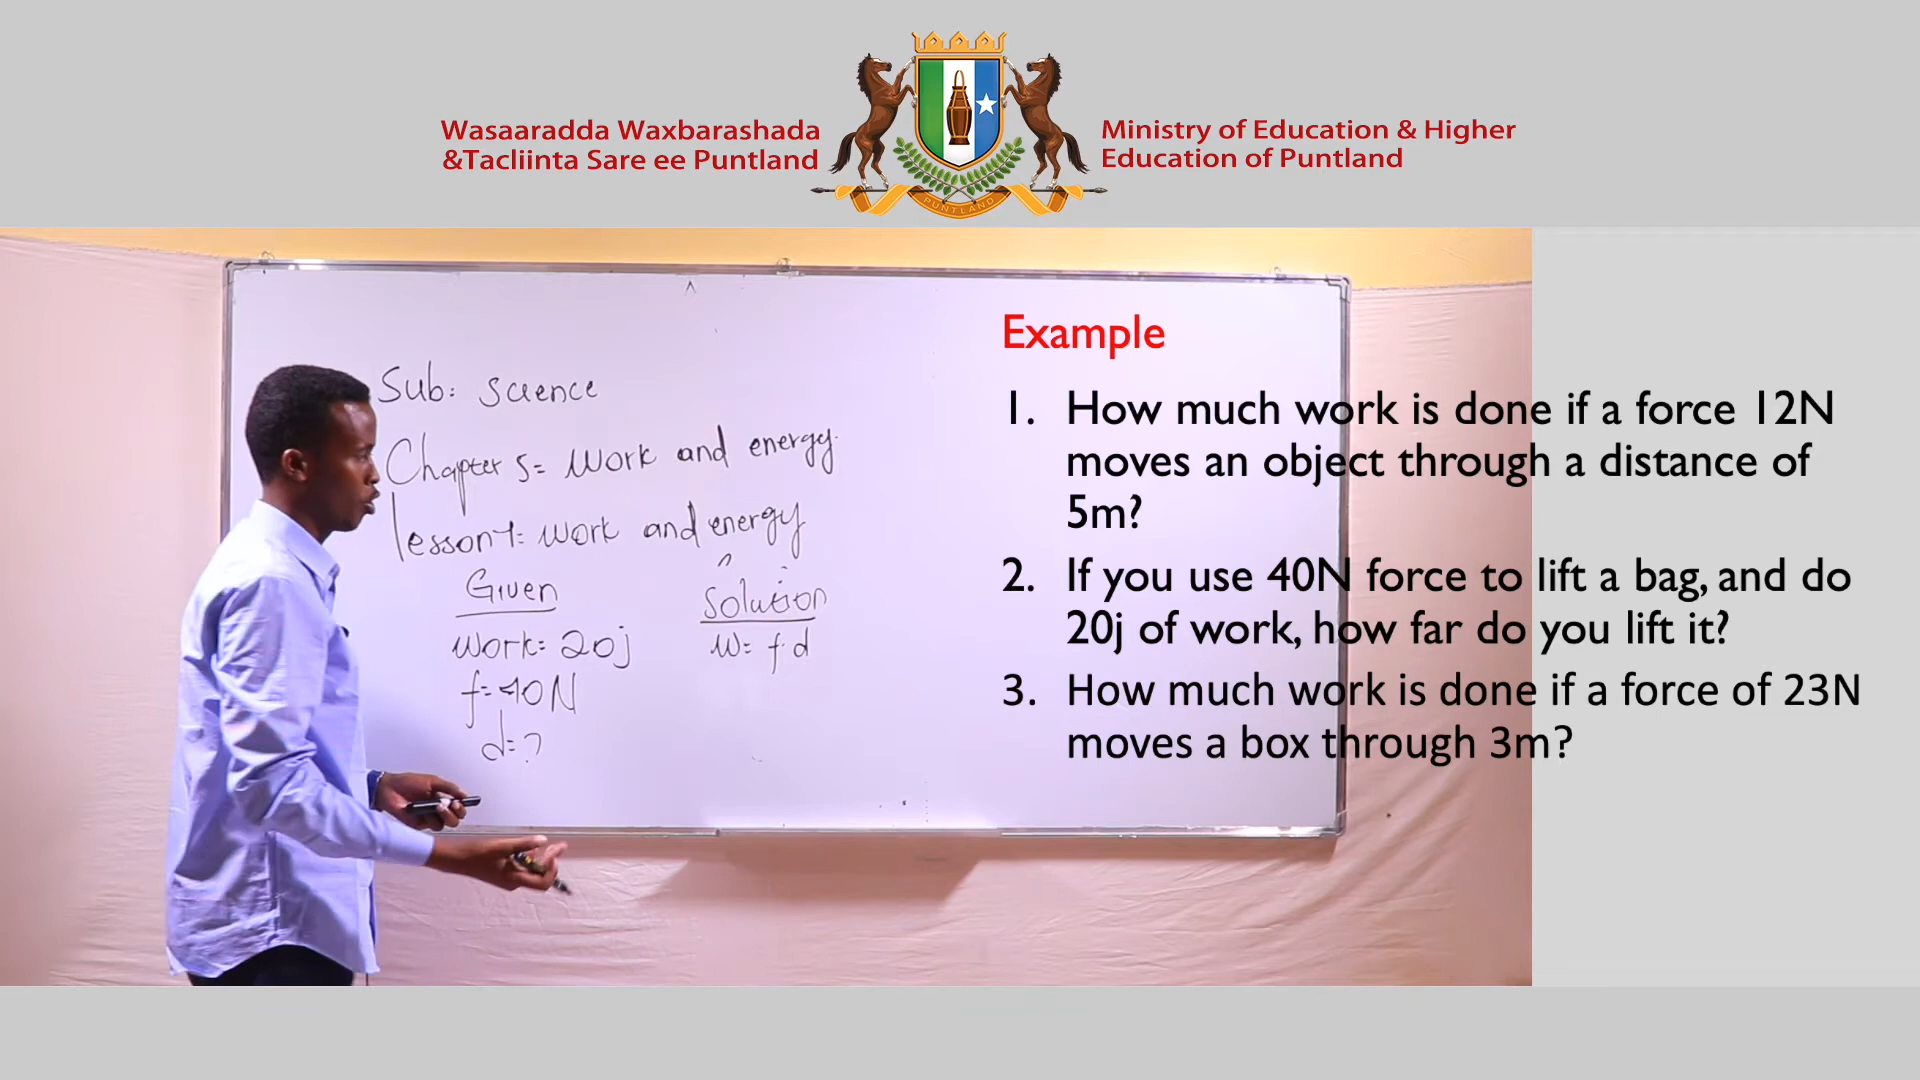 Wasaaradda Waxbarashada
&Tacliinta Sare ee Puntland
PUNTLAND
Ministry of Education & Higher
Education of Puntland
Sub: Science
Chapter 5= Work and energy.
lesson 1: work and energy
Given
Work= 20j
f= 40N
d=?
Solution
W= f.d
Example
1. How much work is done if a force 12N
moves an object through a distance of
5m?
2. If you use 40N force to lift a bag, and do
20j of work, how far do you lift it?
3. How much work is done if a force of 23N
moves a box through 3m?